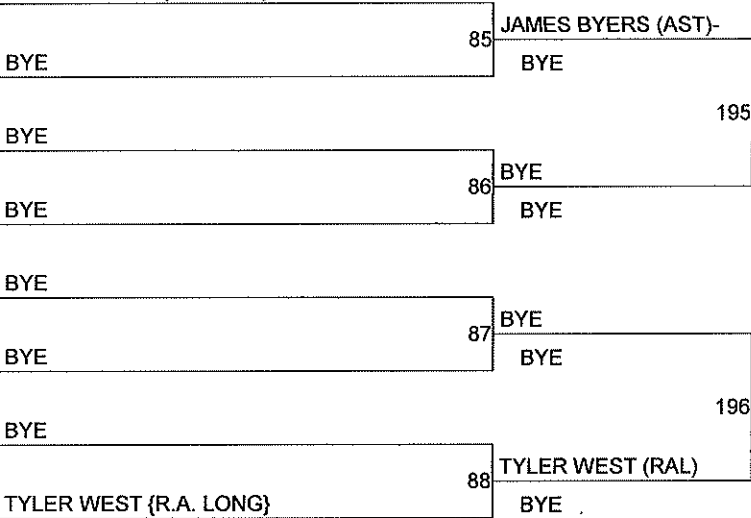 JAMES BYERS (AST)-
85
BYE
BYE
195
BYE
BYE
86
BYE
BYE
BYE
BYE
87
BYE
BYE
196
BYE
TYLER WEST (RAL)
88
TYLER WEST {R.A. LONG}
BYE